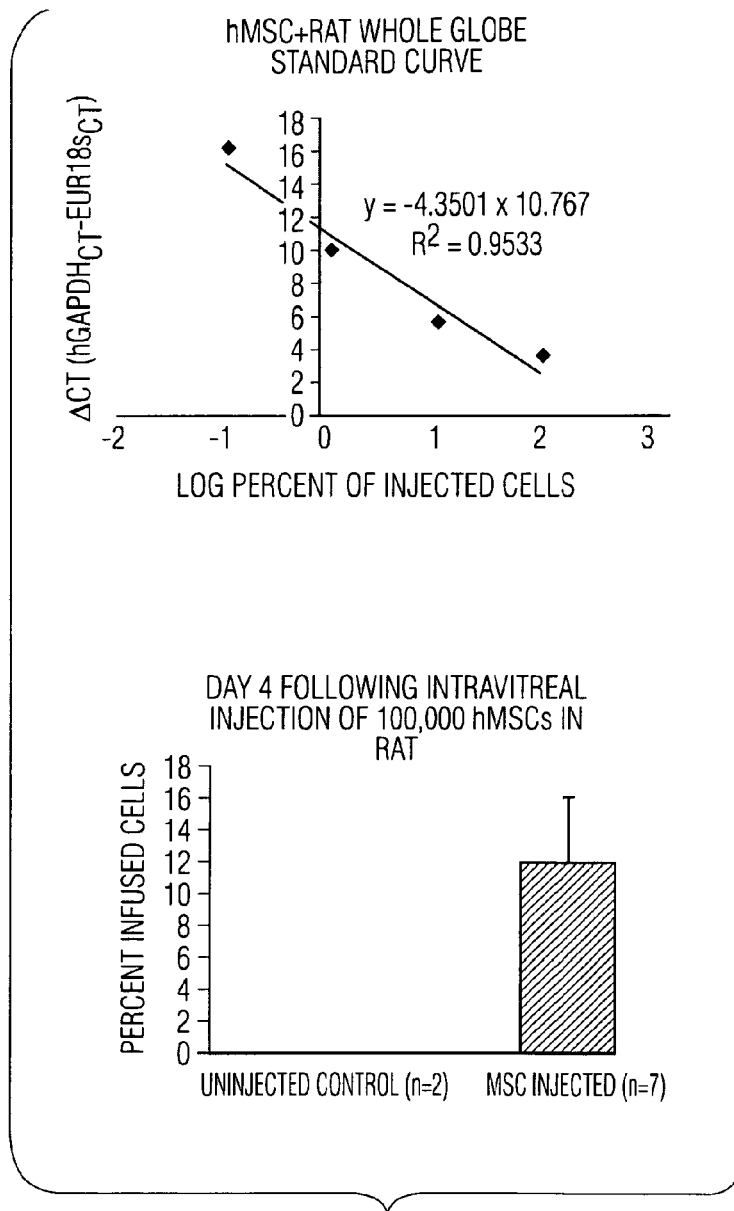 hMSC+RAT WHOLE GLOBE
STANDARD CURVE
ΔCT (hGAPDHCT-EUR18sCT)
18
16
14
12
10
8
6
4
2
0
y = -4.3501 x 10.767
R² = 0.9533
-2 -1 0 1 2 3
LOG PERCENT OF INJECTED CELLS
DAY 4 FOLLOWING INTRAVITREAL
INJECTION OF 100,000 hMSCs IN
RAT
PERCENT INFUSED CELLS
18
16
14
12
10
8
6
4
2
0
UNINJECTED CONTROL (n=2) MSC INJECTED (n=7)